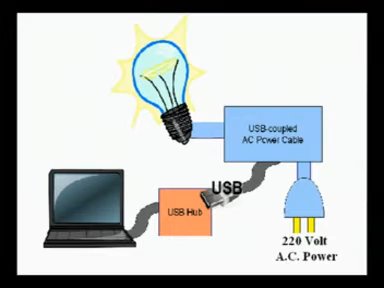 USB-coupled
AC Power Cable
USB
USB Hub
220 Volt
A.C. Power